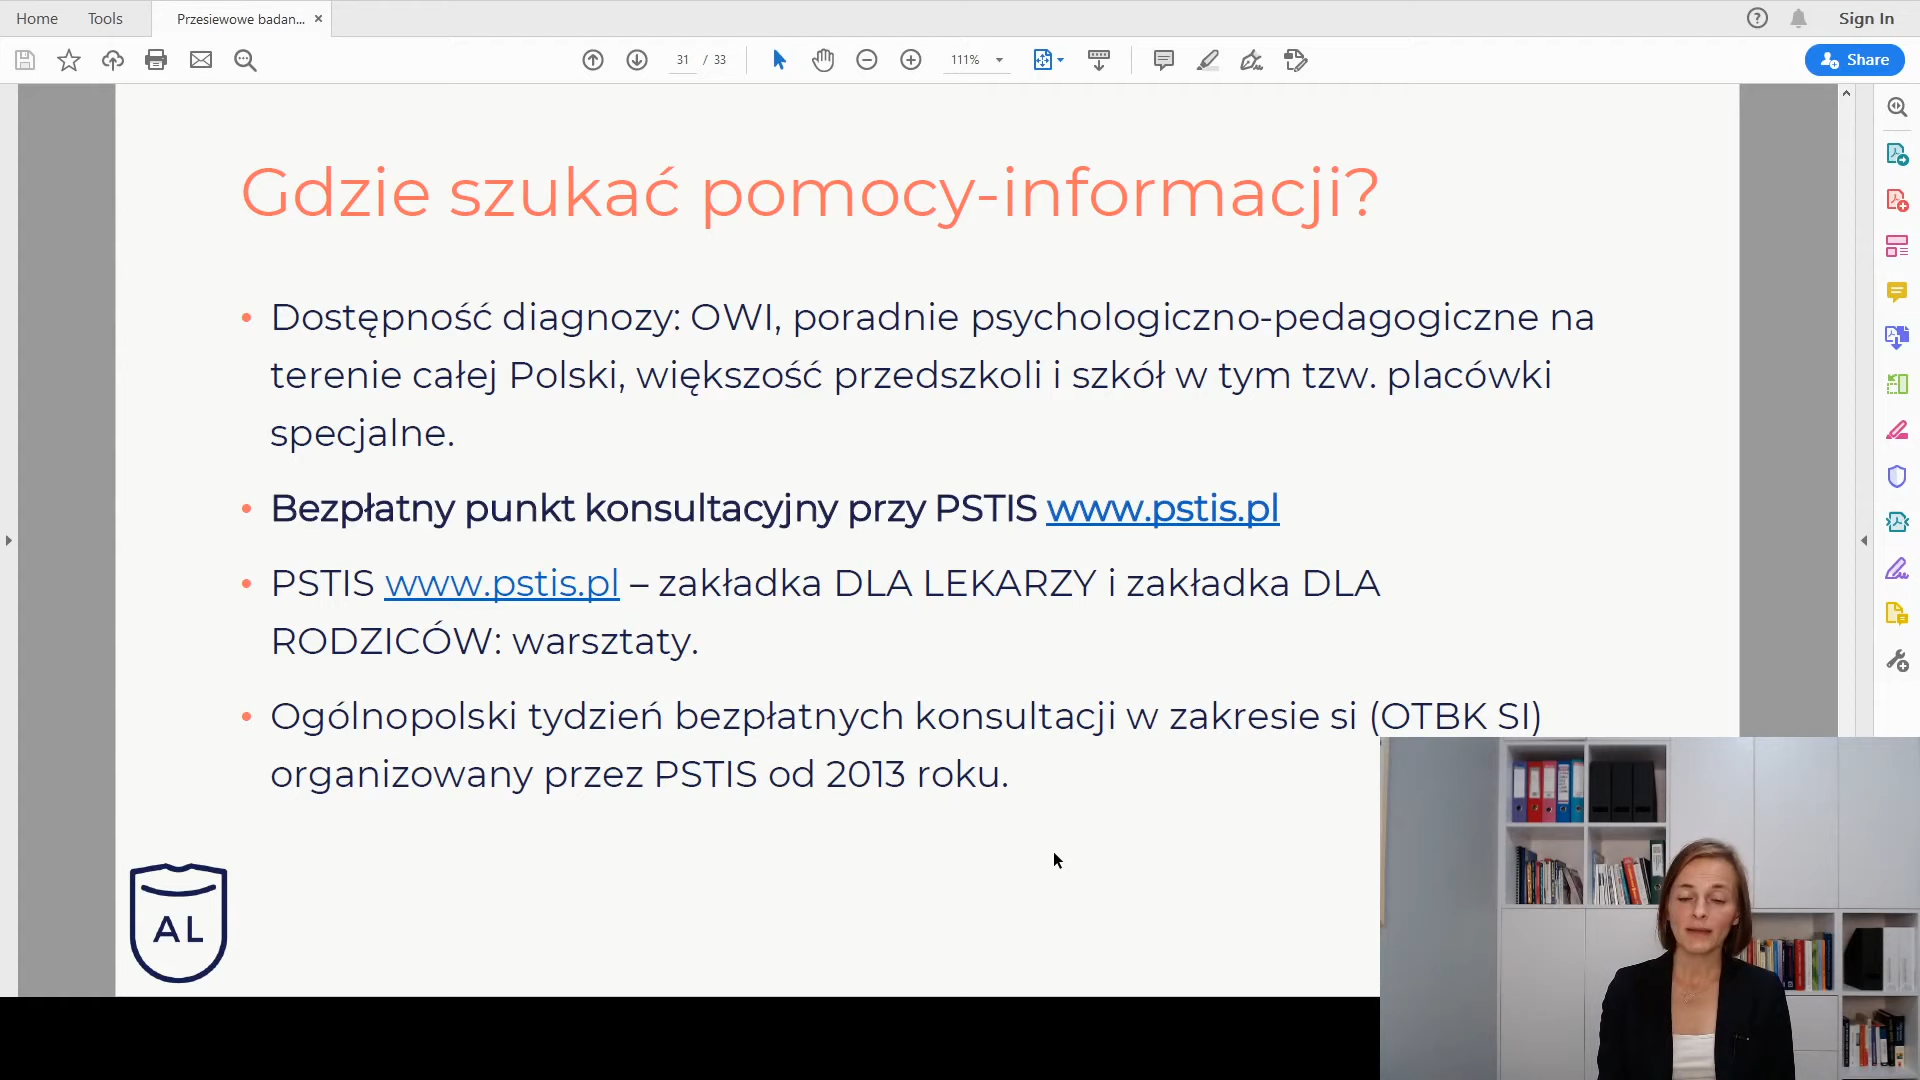 Home
Tools
Przesiewowe badan...
Sign In
31 / 33
111%
Share
Gdzie szukać pomocy-informacji?
• Dostępność diagnozy: OWI, poradnie psychologiczno-pedagogiczne na
terenie całej Polski, większość przedszkoli i szkół w tym tzw. placówki
specjalne.
• Bezpłatny punkt konsultacyjny przy PSTIS www.pstis.pl
• PSTIS www.pstis.pl – zakładka DLA LEKARZY i zakładka DLA
RODZICÓW: warsztaty.
• Ogólnopolski tydzień bezpłatnych konsultacji w zakresie si (OTBK SI)
organizowany przez PSTIS od 2013 roku.
AL